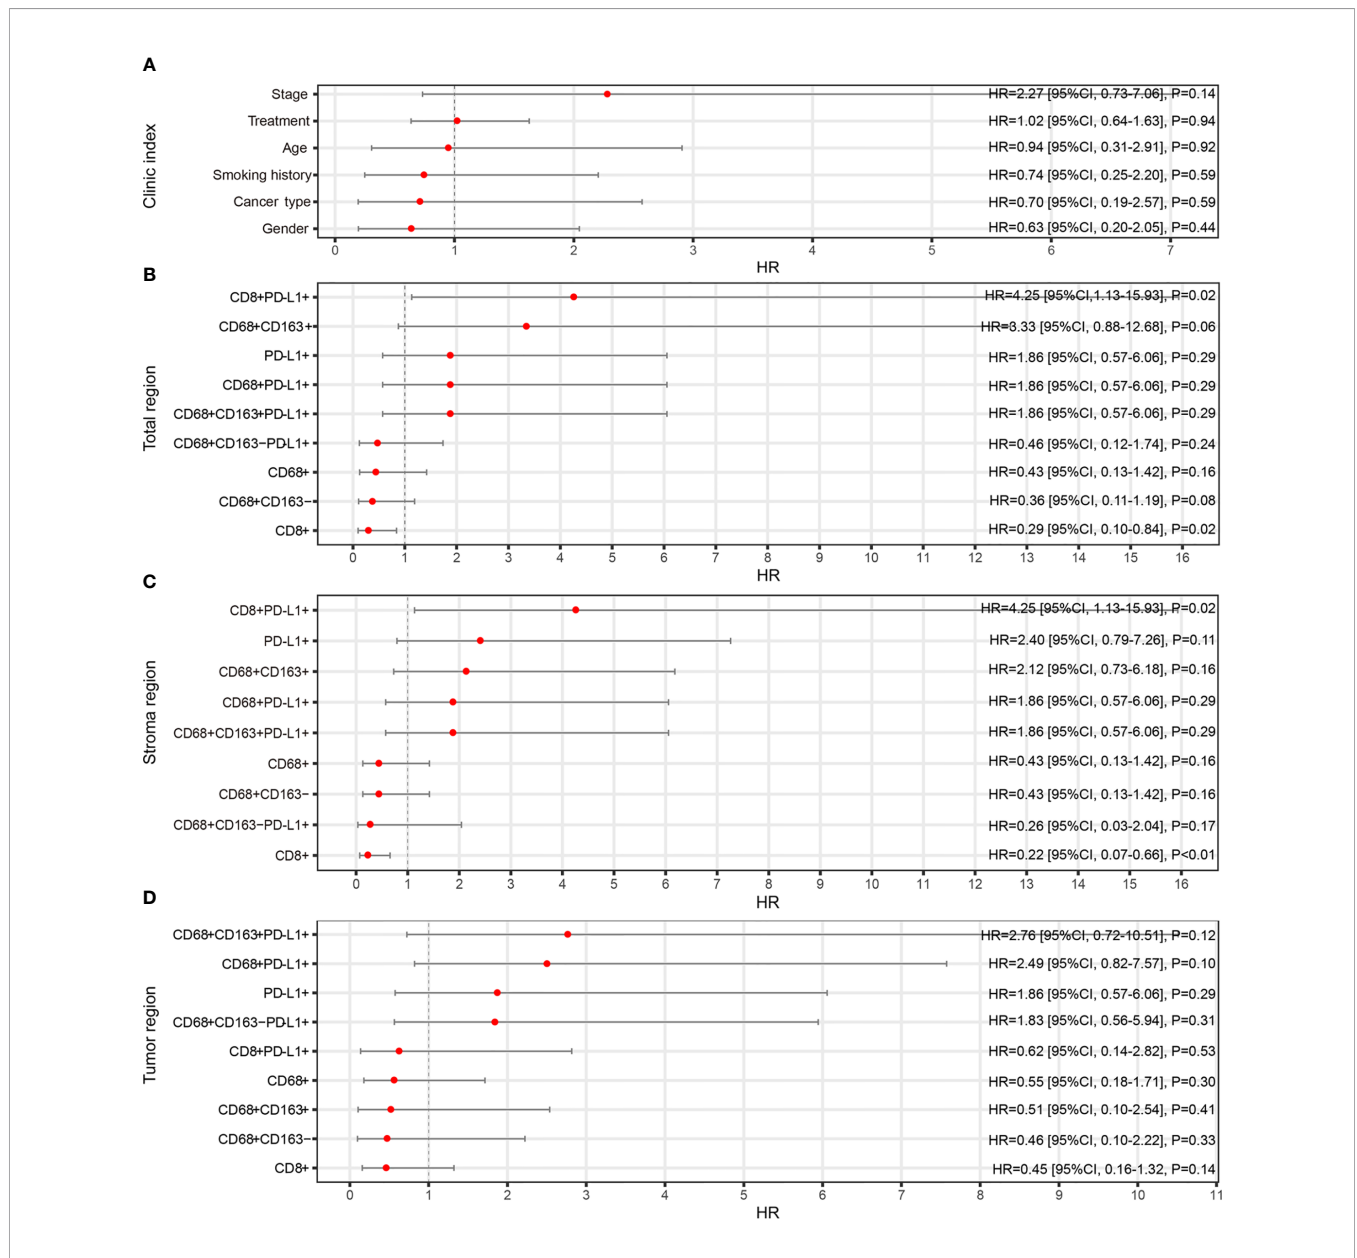 A
Clinic index
Stage HR=2.27 [95%CI, 0.73-7.06], P=0.14
Treatment HR=1.02 [95%CI, 0.64-1.63], P=0.94
Age HR=0.94 [95%CI, 0.31-2.91], P=0.92
Smoking history HR=0.74 [95%CI, 0.25-2.20], P=0.59
Cancer type HR=0.70 [95%CI, 0.19-2.57], P=0.59
Gender HR=0.63 [95%CI, 0.20-2.05], P=0.44
0 1 2 3 4 5 6 7
HR
B
Total region
CD8+PD-L1+ HR=4.25 [95%CI,1.13-15.93], P=0.02
CD68+CD163+ HR=3.33 [95%CI, 0.88-12.68], P=0.06
PD-L1+ HR=1.86 [95%CI, 0.57-6.06], P=0.29
CD68+PD-L1+ HR=1.86 [95%CI, 0.57-6.06], P=0.29
CD68+CD163+PD-L1+ HR=1.86 [95%CI, 0.57-6.06], P=0.29
CD68+CD163−PD-L1+ HR=0.46 [95%CI, 0.12-1.74], P=0.24
CD68+ HR=0.43 [95%CI, 0.13-1.42], P=0.16
CD68+CD163− HR=0.36 [95%CI, 0.11-1.19], P=0.08
CD8+ HR=0.29 [95%CI, 0.10-0.84], P=0.02
0 1 2 3 4 5 6 7 8 9 10 11 12 13 14 15 16
HR
C
Stroma region
CD8+PD-L1+ HR=4.25 [95%CI, 1.13-15.93], P=0.02
PD-L1+ HR=2.40 [95%CI, 0.79-7.26], P=0.11
CD68+CD163+ HR=2.12 [95%CI, 0.73-6.18], P=0.16
CD68+PD-L1+ HR=1.86 [95%CI, 0.57-6.06], P=0.29
CD68+CD163+PD-L1+ HR=1.86 [95%CI, 0.57-6.06], P=0.29
CD68+ HR=0.43 [95%CI, 0.13-1.42], P=0.16
CD68+CD163− HR=0.43 [95%CI, 0.13-1.42], P=0.16
CD68+CD163−PD-L1+ HR=0.26 [95%CI, 0.03-2.04], P=0.17
CD8+ HR=0.22 [95%CI, 0.07-0.66], P<0.01
0 1 2 3 4 5 6 7 8 9 10 11 12 13 14 15 16
HR
D
Tumor region
CD68+CD163+PD-L1+ HR=2.76 [95%CI, 0.72-10.51], P=0.12
CD68+PD-L1+ HR=2.49 [95%CI, 0.82-7.57], P=0.10
PD-L1+ HR=1.86 [95%CI, 0.57-6.06], P=0.29
CD68+CD163−PD-L1+ HR=1.83 [95%CI, 0.56-5.94], P=0.31
CD8+PD-L1+ HR=0.62 [95%CI, 0.14-2.82], P=0.53
CD68+ HR=0.55 [95%CI, 0.18-1.71], P=0.30
CD68+CD163+ HR=0.51 [95%CI, 0.10-2.54], P=0.41
CD68+CD163− HR=0.46 [95%CI, 0.10-2.22], P=0.33
CD8+ HR=0.45 [95%CI, 0.16-1.32, P=0.14
0 1 2 3 4 5 6 7 8 9 10 11
HR